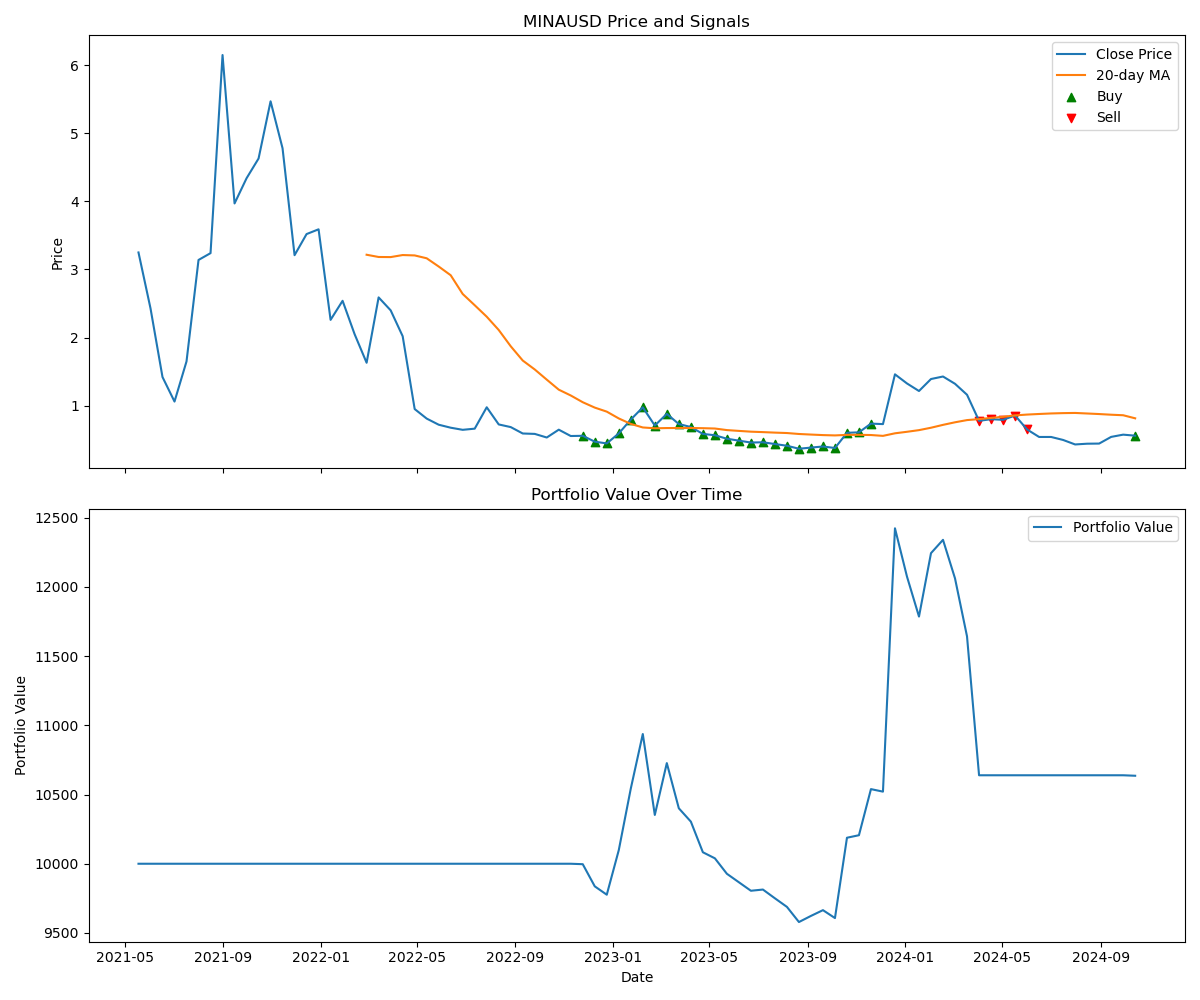 MINAUSD Price and Signals
Price
6
5
4
3
2
1
Close Price
20-day MA
Buy
Sell
Portfolio Value Over Time
Portfolio Value
12500
12000
11500
11000
10500
10000
9500
Portfolio Value
2021-05 2021-09 2022-01 2022-05 2022-09 2023-01 2023-05 2023-09 2024-01 2024-05 2024-09
Date